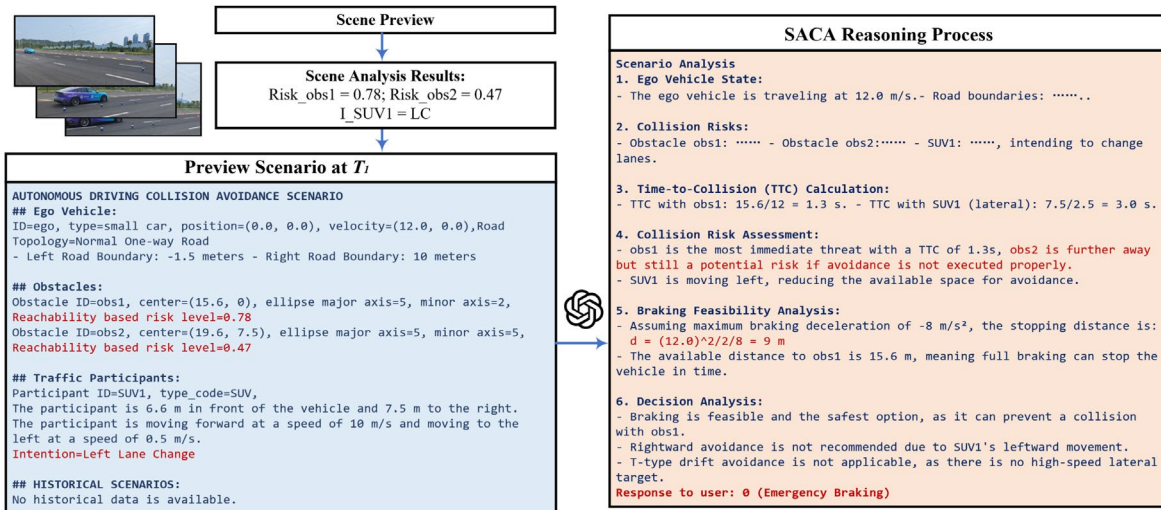 Scene Preview
Scene Analysis Results:
Risk_obs1 = 0.78; Risk_obs2 = 0.47
I_SUV1 = LC
Preview Scenario at T1
AUTONOMOUS DRIVING COLLISION AVOIDANCE SCENARIO
## Ego Vehicle:
ID=ego, type=small car, position=(0.0, 0.0), velocity=(12.0, 0.0),Road
Topology=Normal One-way Road
- Left Road Boundary: -1.5 meters - Right Road Boundary: 10 meters
## Obstacles:
Obstacle ID=obs1, center=(15.6, 0), ellipse major axis=5, minor axis=2,
Reachability based risk level=0.78
Obstacle ID=obs2, center=(19.6, 7.5), ellipse major axis=5, minor axis=5,
Reachability based risk level=0.47
## Traffic Participants:
Participant ID=SUV1, type_code=SUV,
The participant is 6.6 m in front of the vehicle and 7.5 m to the right.
The participant is moving forward at a speed of 10 m/s and moving to the
left at a speed of 0.5 m/s.
Intention=Left Lane Change
## HISTORICAL SCENARIOS:
No historical data is available.
SACA Reasoning Process
Scenario Analysis
1. Ego Vehicle State:
- The ego vehicle is traveling at 12.0 m/s.- Road boundaries: ……..
2. Collision Risks:
- Obstacle obs1: …… - Obstacle obs2:…… - SUV1: ……, intending to change
lanes.
3. Time-to-Collision (TTC) Calculation:
- TTC with obs1: 15.6/12 = 1.3 s. - TTC with SUV1 (lateral): 7.5/2.5 = 3.0 s.
4. Collision Risk Assessment:
- obs1 is the most immediate threat with a TTC of 1.3s, obs2 is further away
but still a potential risk if avoidance is not executed properly.
- SUV1 is moving left, reducing the available space for avoidance.
5. Braking Feasibility Analysis:
- Assuming maximum braking deceleration of -8 m/s², the stopping distance is:
d = (12.0)^2/2/8 = 9 m
- The available distance to obs1 is 15.6 m, meaning full braking can stop the
vehicle in time.
6. Decision Analysis:
- Braking is feasible and the safest option, as it can prevent a collision
with obs1.
- Rightward avoidance is not recommended due to SUV1's leftward movement.
- T-type drift avoidance is not applicable, as there is no high-speed lateral
target.
Response to user: 0 (Emergency Braking)